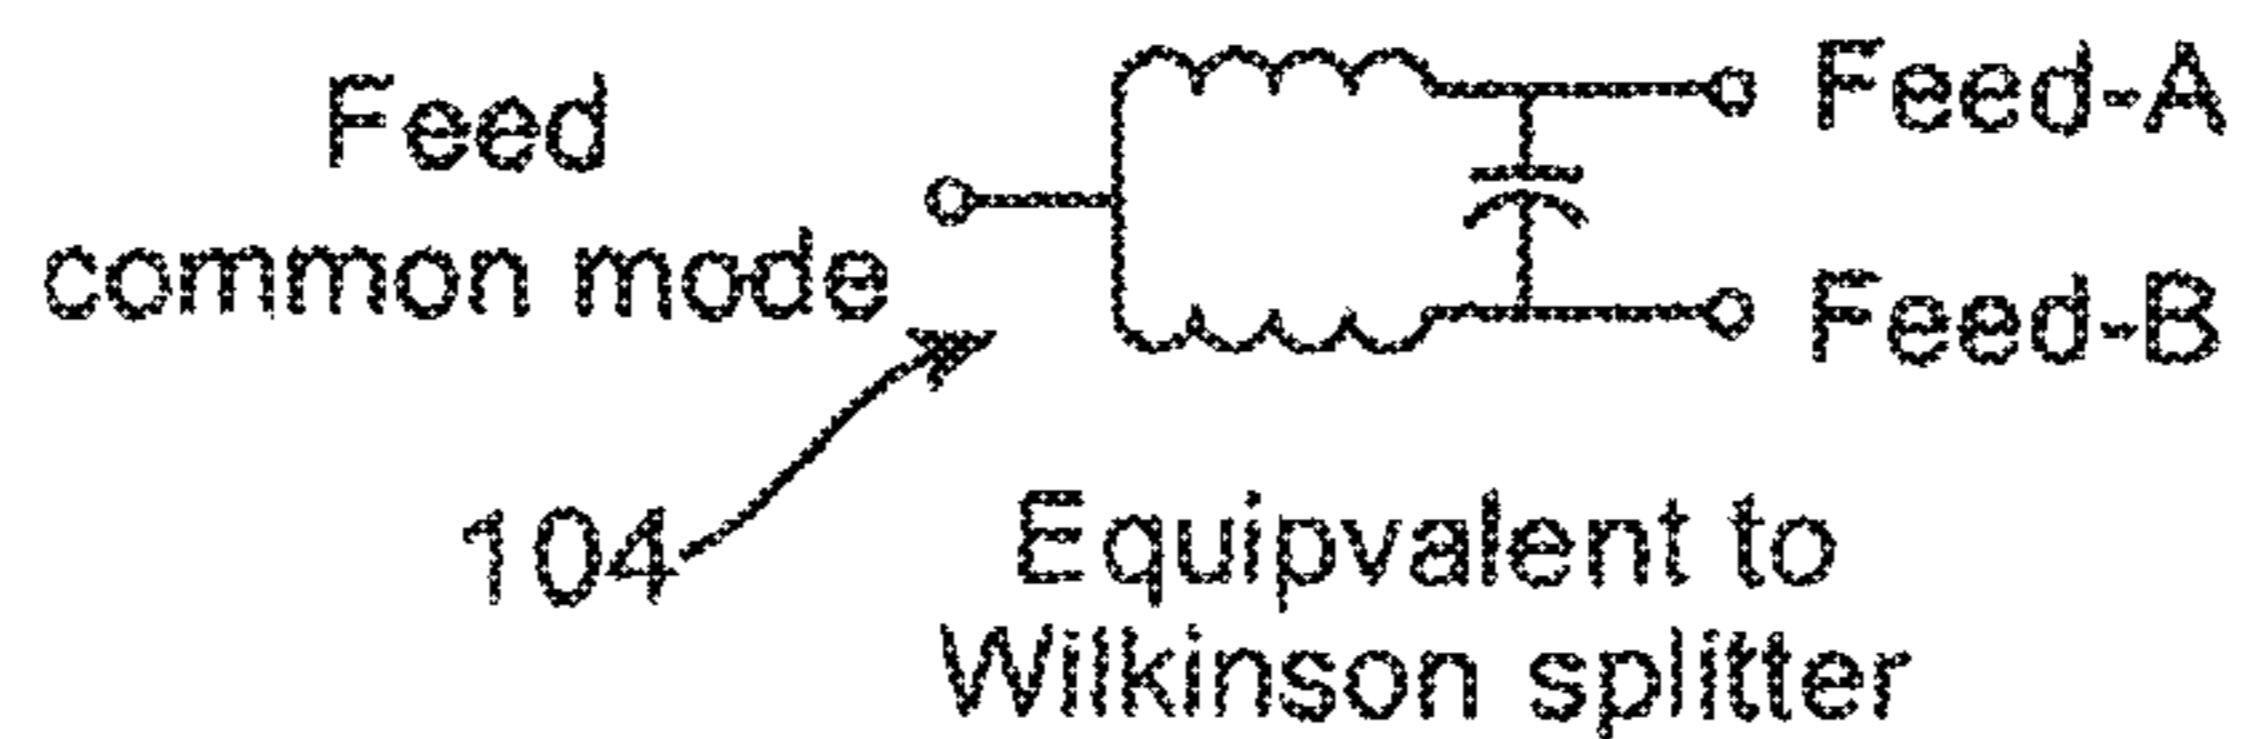 Feed
common mode
Feed-A
Feed-B
104
Equipvalent to
Wilkinson splitter